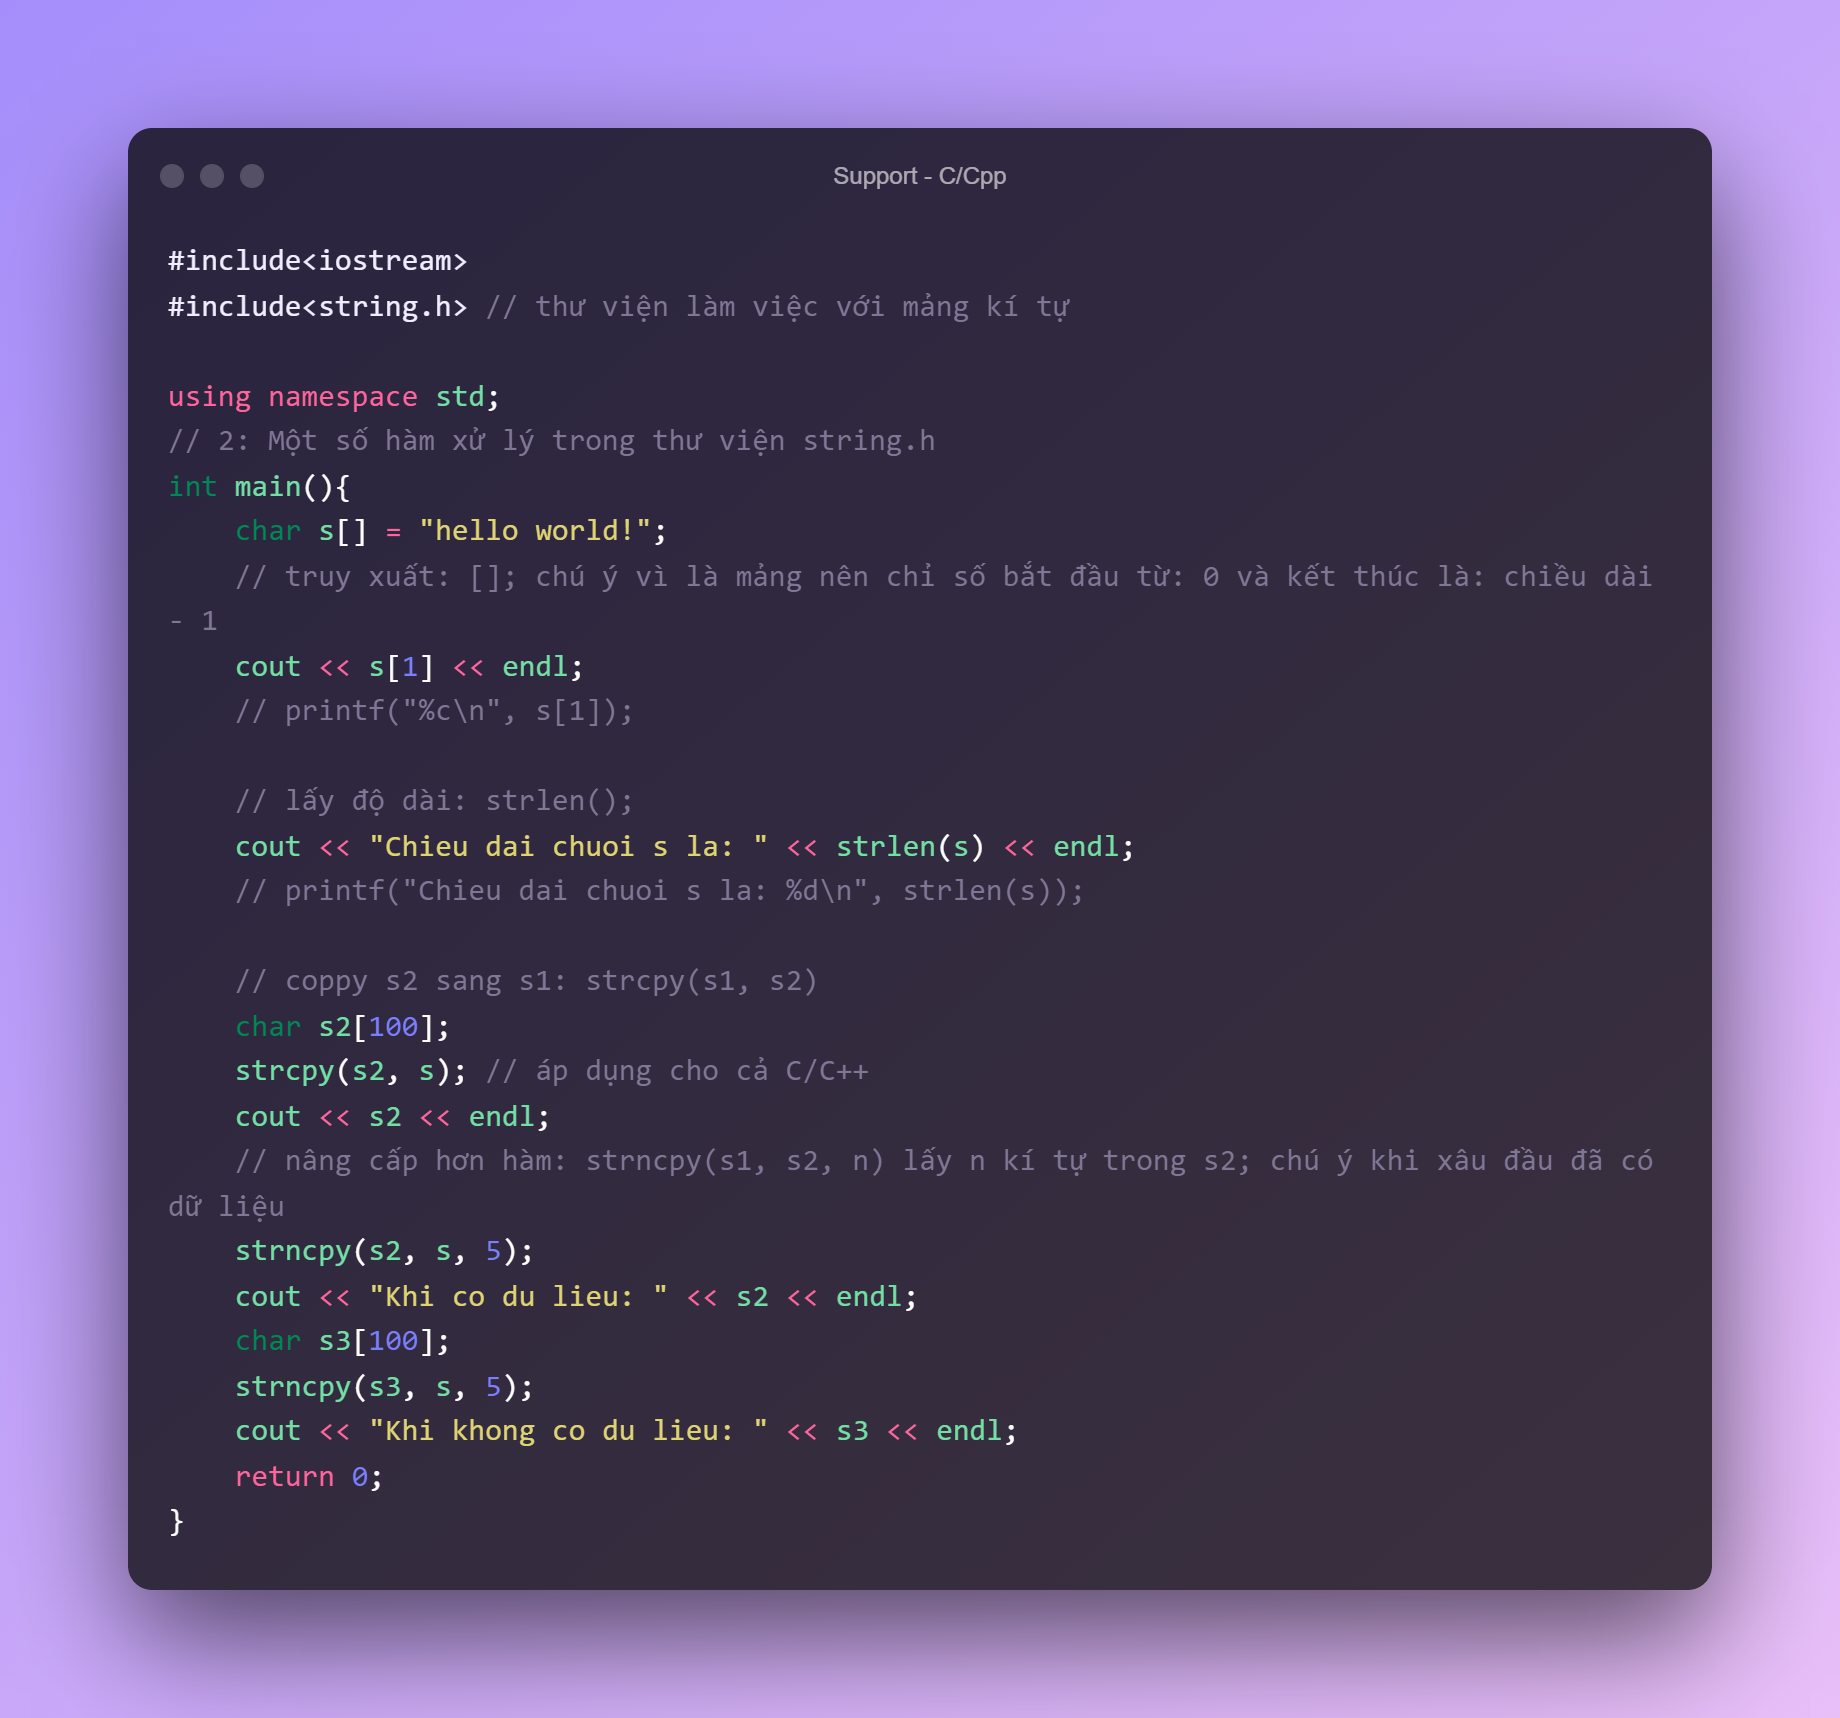 Support - C/Cpp
#include<iostream>
#include<string.h> // thư viện làm việc với mảng kí tự
using namespace std;
// 2: Một số hàm xử lý trong thư viện string.h
int main(){
    char s[] = "hello world!";
    // truy xuất: []; chú ý vì là mảng nên chỉ số bắt đầu từ: 0 và kết thúc là: chiều dài
- 1
    cout << s[1] << endl;
    // printf("%c\n", s[1]);
    // lấy độ dài: strlen();
    cout << "Chieu dai chuoi s la: " << strlen(s) << endl;
    // printf("Chieu dai chuoi s la: %d\n", strlen(s));
    // coppy s2 sang s1: strcpy(s1, s2)
    char s2[100];
    strcpy(s2, s); // áp dụng cho cả C/C++
    cout << s2 << endl;
    // nâng cấp hơn hàm: strncpy(s1, s2, n) lấy n kí tự trong s2; chú ý khi xâu đầu đã có
dữ liệu
    strncpy(s2, s, 5);
    cout << "Khi co du lieu: " << s2 << endl;
    char s3[100];
    strncpy(s3, s, 5);
    cout << "Khi khong co du lieu: " << s3 << endl;
    return 0;
}